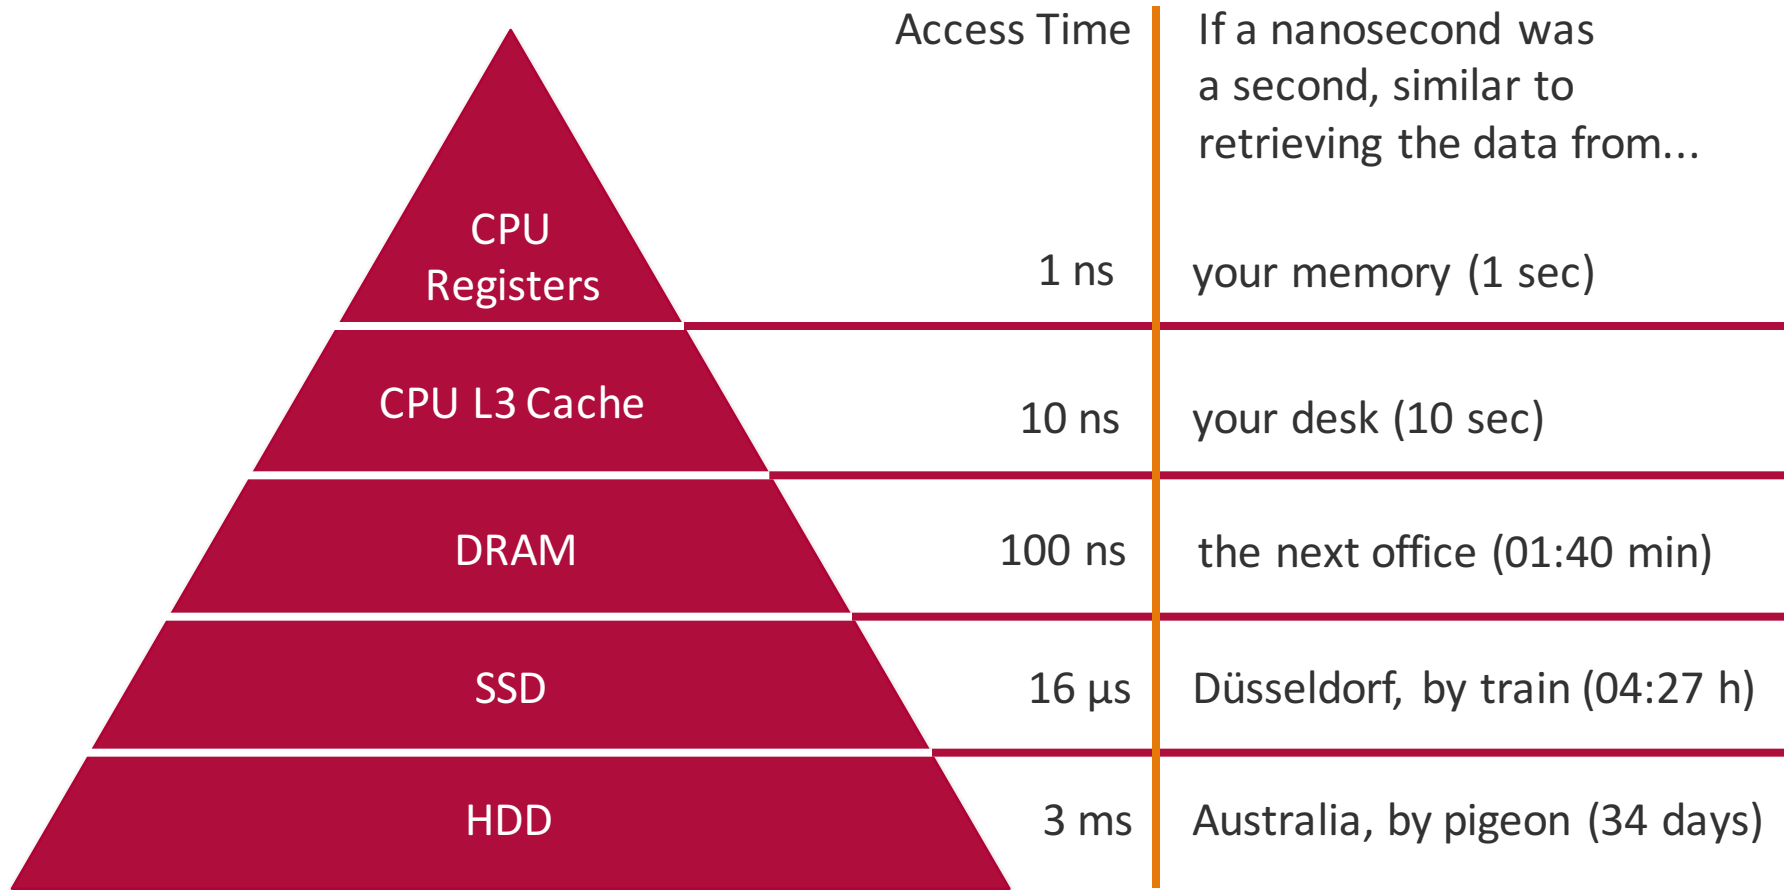 Access Time
If a nanosecond was
a second, similar to
retrieving the data from...
CPU
Registers
1 ns
your memory (1 sec)
CPU L3 Cache
10 ns
your desk (10 sec)
DRAM
100 ns
the next office (01:40 min)
SSD
16 µs
Düsseldorf, by train (04:27 h)
HDD
3 ms
Australia, by pigeon (34 days)